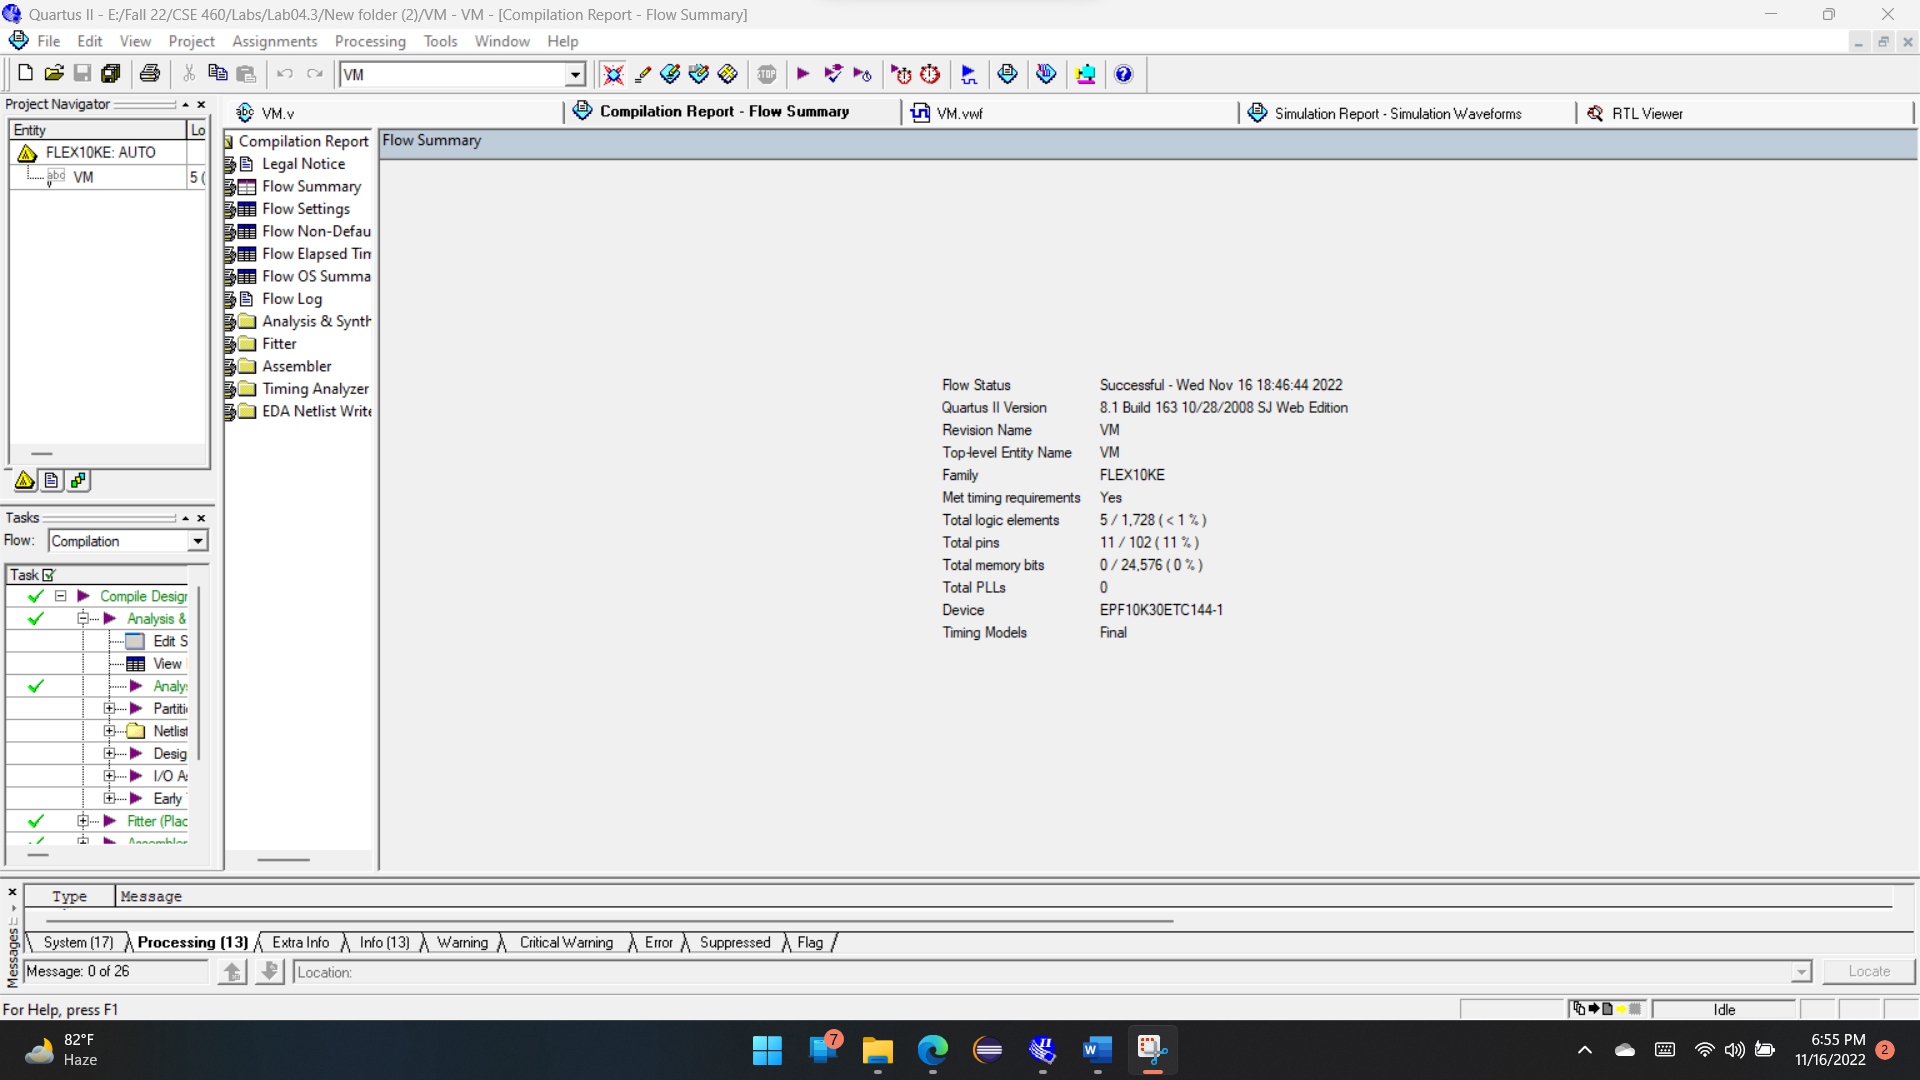 Quartus II - E:/Fall 22/CSE 460/Labs/Lab04.3/New folder (2)/VM - VM - [Compilation Report - Flow Summary]
File Edit View Project Assignments Processing Tools Window Help
VM
Project Navigator
Entity Lo
FLEX10KE: AUTO
VM 5 (
VM.v
Compilation Report - Flow Summary
VM.vwf
Simulation Report - Simulation Waveforms
RTL Viewer
Compilation Report
Legal Notice
Flow Summary
Flow Settings
Flow Non-Defau
Flow Elapsed Tim
Flow OS Summa
Flow Log
Analysis & Synth
Fitter
Assembler
Timing Analyzer
EDA Netlist Write
Flow Summary
Flow Status Successful - Wed Nov 16 18:46:44 2022
Quartus II Version 8.1 Build 163 10/28/2008 SJ Web Edition
Revision Name VM
Top-level Entity Name VM
Family FLEX10KE
Met timing requirements Yes
Total logic elements 5 / 1,728 ( < 1 % )
Total pins 11 / 102 ( 11 % )
Total memory bits 0 / 24,576 ( 0 % )
Total PLLs 0
Device EPF10K30ETC144-1
Timing Models Final
Tasks
Flow: Compilation
Task
Compile Design
Analysis &
Edit S
View
Analys
Partitio
Netlist
Desig
I/O As
Early
Fitter (Plac
Assembler
Type Message
System (17) Processing (13) Extra Info Info (13) Warning Critical Warning Error Suppressed Flag
Messages
Message: 0 of 26 Location: Locate
For Help, press F1 Idle
82°F
Haze
7
6:55 PM
11/16/2022
2